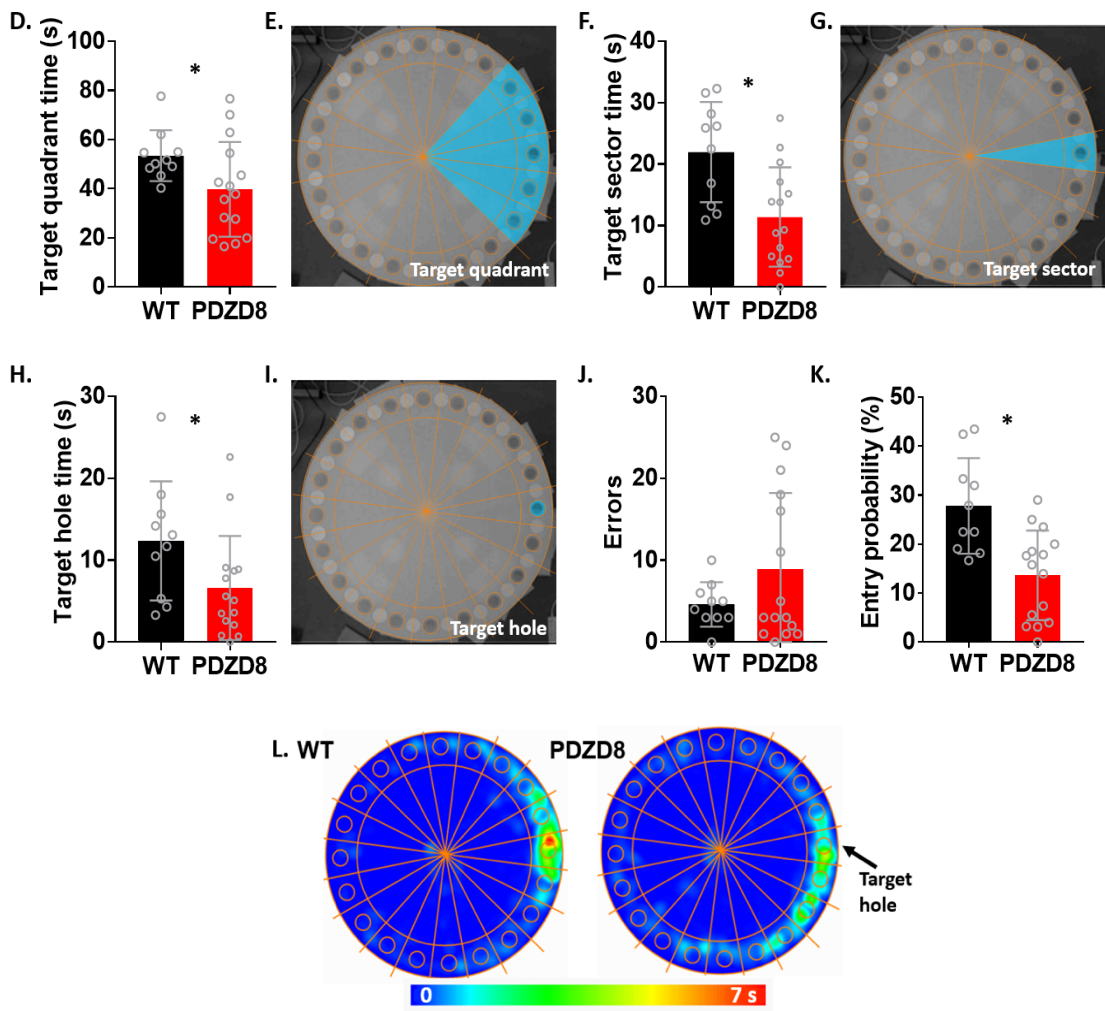 D.
Target quadrant time (s)
100
80
60
40
20
0
*
WT PDZD8
E.
Target quadrant
F.
Target sector time (s)
40
30
20
10
0
*
WT PDZD8
G.
Target sector
H.
Target hole time (s)
30
20
10
0
*
WT PDZD8
I.
Target hole
J.
Errors
30
20
10
0
WT PDZD8
K.
Entry probability (%)
50
40
30
20
10
0
*
WT PDZD8
L. WT
PDZD8
Target
hole
0 7 s